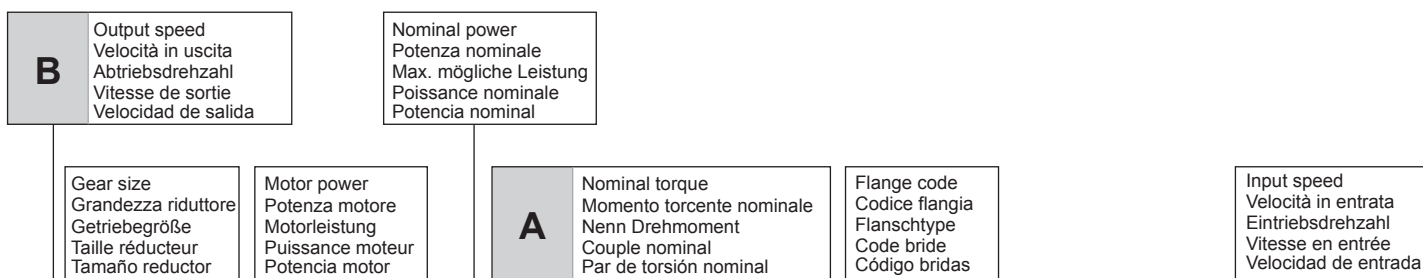 B
Output speed
Velocità in uscita
Abtriebsdrehzahl
Vitesse de sortie
Velocidad de salida
Nominal power
Potenza nominale
Max. mögliche Leistung
Poissance nominale
Potencia nominal
Gear size
Grandezza riduttore
Getriebegröße
Taille réducteur
Tamaño reductor
Motor power
Potenza motore
Motorleistung
Puissance moteur
Potencia motor
A
Nominal torque
Momento torcente nominale
Nenn Drehmoment
Couple nominal
Par de torsión nominal
Flange code
Codice flangia
Flanschtype
Code bride
Código bridas
Input speed
Velocità in entrata
Eintriebsdrehzahl
Vitesse en entrée
Velocidad de entrada